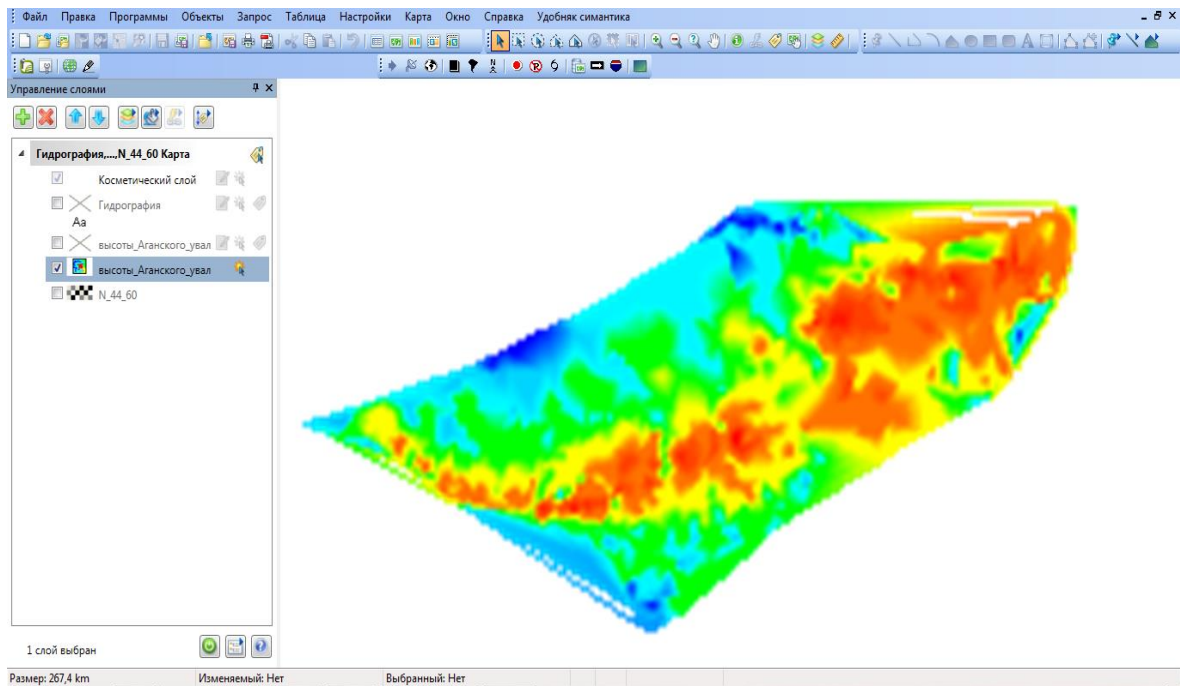 Файл Правка Программы Объекты Запрос Таблица Настройки Карта Окно Справка Удобняк симантика
Управление слоями
Гидрография,...,N_44_60 Карта
Косметический слой
Гидрография
Aa
высоты_Аганского_увал
высоты_Аганского_увал
N_44_60
1 слой выбран
Размер: 267,4 km Изменяемый: Нет Выбранный: Нет